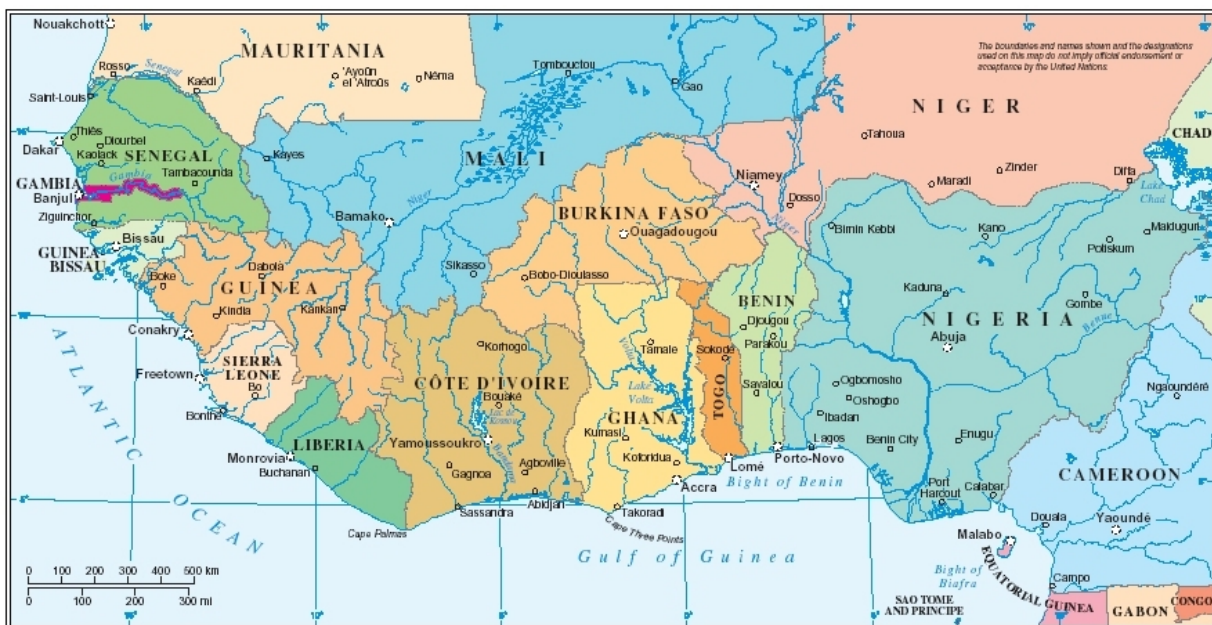 Nouakchott
MAURITANIA
Rosso
Senegal
Kaêdi
'Ayoûn
el 'Atroûs
Néma
Tombouctou
Gao
The boundaries and names shown and the designations
used on this map do not imply official endorsement or
acceptance by the United Nations.
NIGER
Tahoua
CHAD
Saint-Louis
Thiès
Diourbel
Dakar
Kaolack
SENEGAL
Kayes
MALI
Zinder
Maradi
Diffa
Lake
Chad
GAMBIA
Gambia
Tambacounda
Banjul
Niamey
Dosso
Niger
Ziguinchor
Bamako
Niger
BURKINA FASO
Ouagadougou
Birnin Kebbi
Kano
Maiduguri
Potiskum
Bissau
GUINEA-
BISSAU
Boke
Dabola
GUINEA
Sikasso
Bobo-Dioulasso
BENIN
Kaduna
Gombe
Kindia
Kankan
Djougou
Parakou
NIGERIA
Abuja
Benue
Conakry
SIERRA
LEONE
Bo
Korhogo
Volta
Tamale
Sokodé
Freetown
CÔTE D'IVOIRE
Bouaké
Lake
Volta
TOGO
Savalou
Ogbomosho
Oshogbo
Ibadan
Ngaoundéré
Bonthe
LIBERIA
Yamoussoukro
Bandama
GHANA
Kumasi
Koforidua
Lagos
Benin City
Enugu
Monrovia
Buchanan
Gagnoa
Agboville
Lomé
Porto-Novo
Accra
Bight of Benin
CAMEROON
Port
Harcourt
Calabar
Sassandra
Abidjan
Takoradi
Cape Palmas
Cape Three Points
Gulf of Guinea
Malabo
Douala
Yaoundé
Bight of
Biafra
Campo
ATLANTIC OCEAN
EQUATORIAL GUINEA
SAO TOME
AND PRINCIPE
GABON
CONGO
0 100 200 300 400 500 km
0 100 200 300 mi